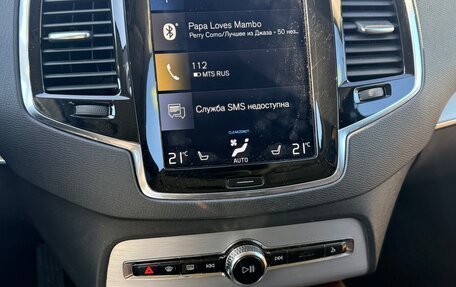 Papa Loves Mambo
Perry Como/Лучшее из Джаза - 50 нез
112
MTS RUS
Служба SMS недоступна
CLEANZONE
21° 21°
AUTO